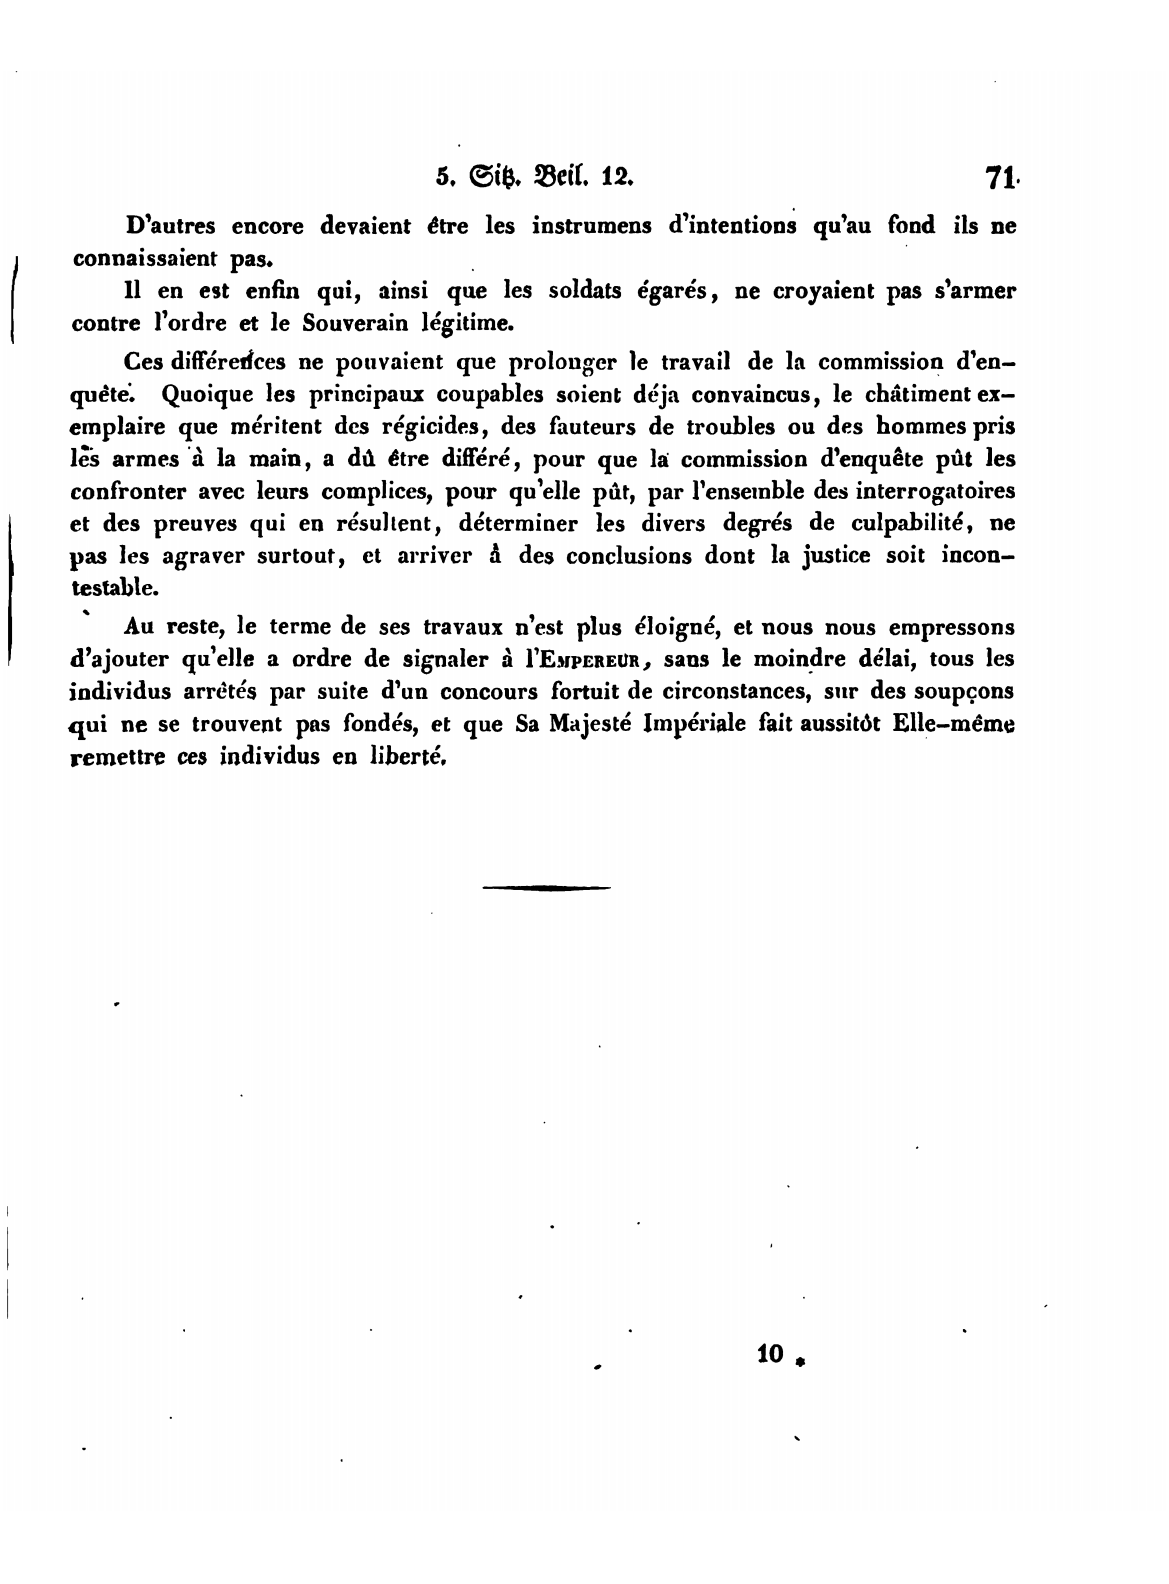 5. Sitz. Beil. 12. 71
D'autres encore devaient être les instrumens d'intentions qu'au fond ils ne
connaissaient pas.
Il en est enfin qui, ainsi que les soldats égarés, ne croyaient pas s'armer
contre l'ordre et le Souverain légitime.
Ces différences ne pouvaient que prolonger le travail de la commission d'en-
quête. Quoique les principaux coupables soient déja convaincus, le châtiment ex-
emplaire que méritent des régicides, des fauteurs de troubles ou des hommes pris
les armes à la main, a dû être différé, pour que la commission d'enquête pût les
confronter avec leurs complices, pour qu'elle pût, par l'ensemble des interrogatoires
et des preuves qui en résultent, déterminer les divers degrés de culpabilité, ne
pas les agraver surtout, et arriver à des conclusions dont la justice soit incon-
testable.
Au reste, le terme de ses travaux n'est plus éloigné, et nous nous empressons
d'ajouter qu'elle a ordre de signaler à l'EMPEREUR, sans le moindre délai, tous les
individus arrêtés par suite d'un concours fortuit de circonstances, sur des soupçons
qui ne se trouvent pas fondés, et que Sa Majesté Impériale fait aussitôt Elle-même
remettre ces individus en liberté.
10 *